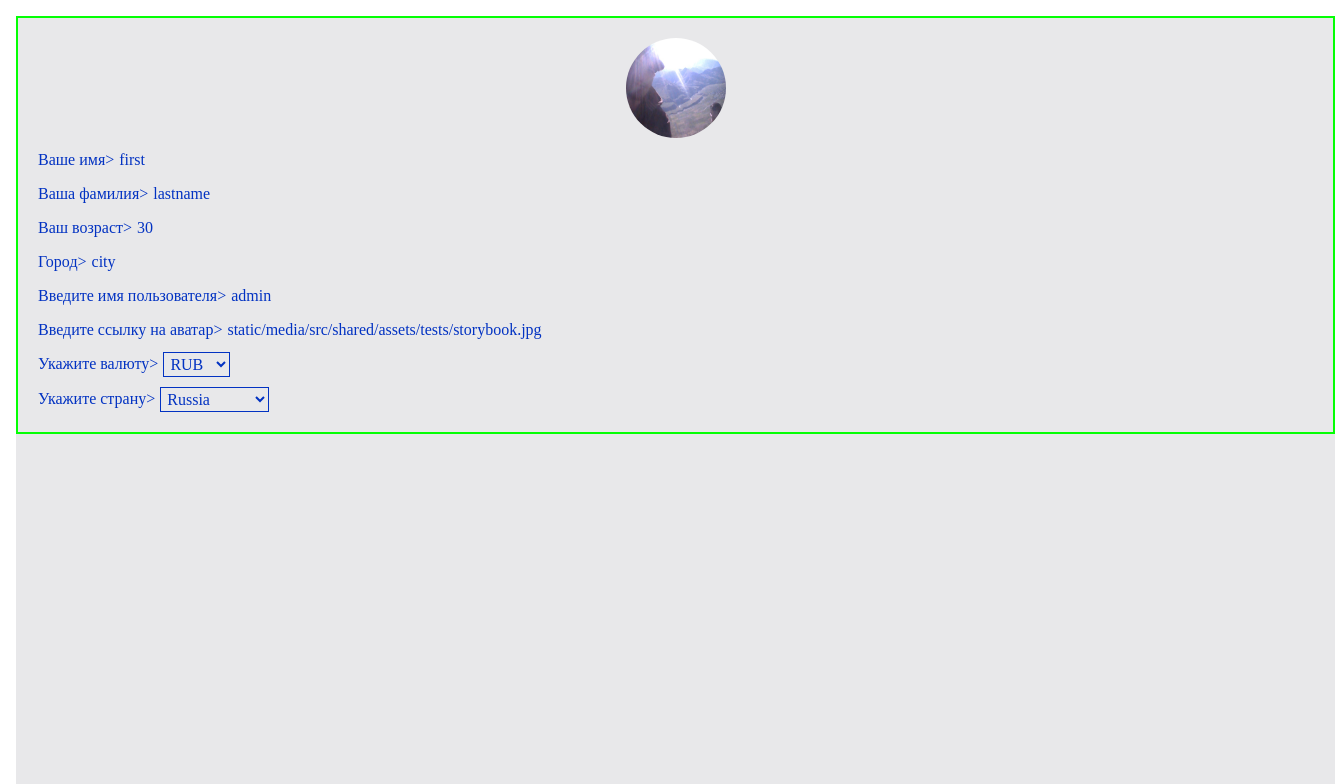 Ваше имя> first
Ваша фамилия> lastname
Ваш возраст> 30
Город> city
Введите имя пользователя> admin
Введите ссылку на аватар> static/media/src/shared/assets/tests/storybook.jpg
Укажите валюту> RUB
Укажите страну> Russia